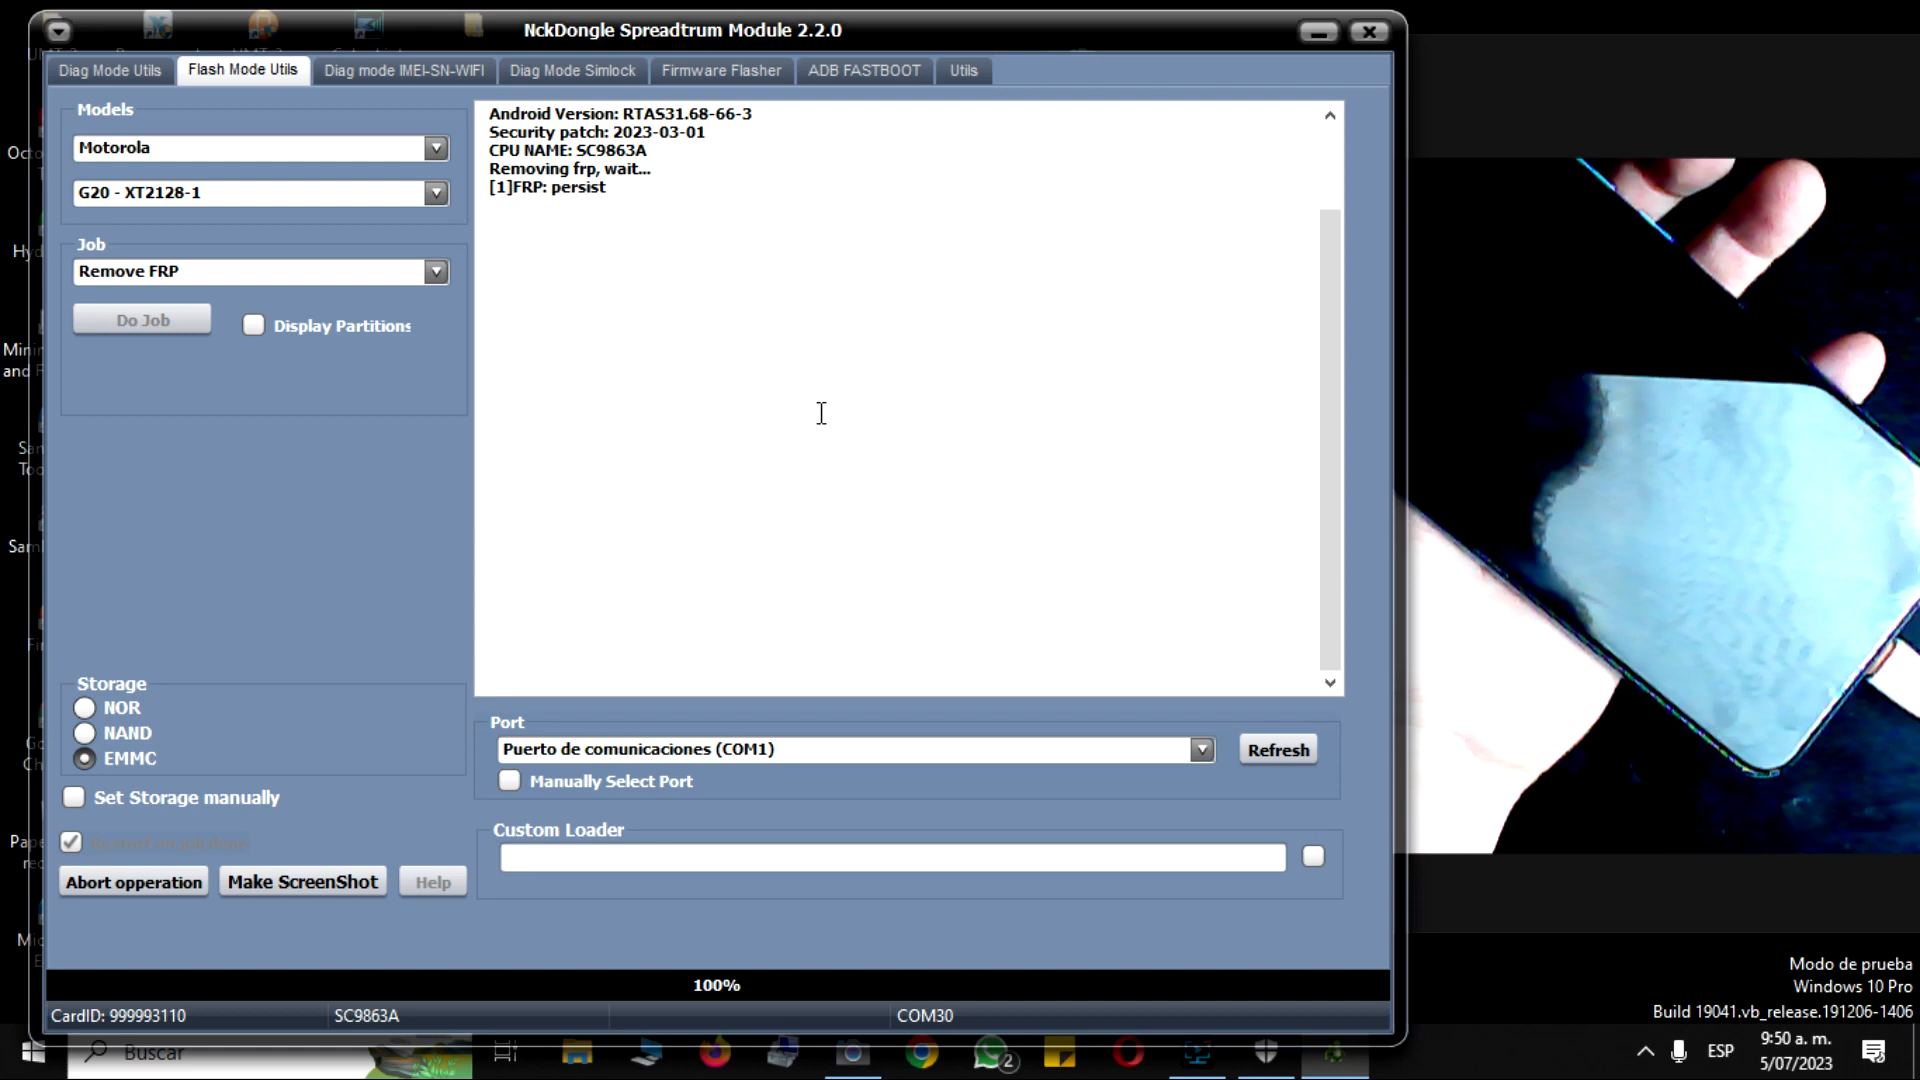 NckDongle Spreadtrum Module 2.2.0
Diag Mode Utils
Flash Mode Utils
Diag mode IMEI-SN-WIFI
Diag Mode Simlock
Firmware Flasher
ADB FASTBOOT
Utils
Models
Motorola
G20 - XT2128-1
Job
Remove FRP
Do Job
Display Partitions
Android Version: RTAS31.68-66-3
Security patch: 2023-03-01
CPU NAME: SC9863A
Removing frp, wait...
[1]FRP: persist
Storage
NOR
NAND
EMMC
Set Storage manually
Abort opperation
Make ScreenShot
Help
Port
Puerto de comunicaciones (COM1)
Refresh
Manually Select Port
Custom Loader
100%
CardID: 999993110
SC9863A
COM30
Modo de prueba
Windows 10 Pro
Build 19041.vb_release.191206-1406
Buscar
2
ESP
9:50 a. m.
5/07/2023